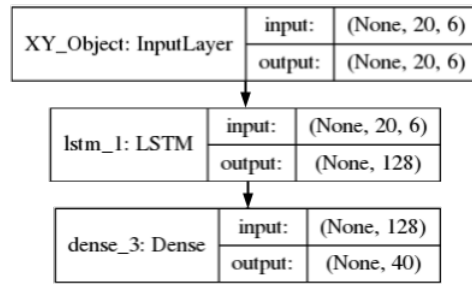 XY_Object: InputLayer
input: (None, 20, 6)
output: (None, 20, 6)
lstm_1: LSTM
input: (None, 20, 6)
output: (None, 128)
dense_3: Dense
input: (None, 128)
output: (None, 40)